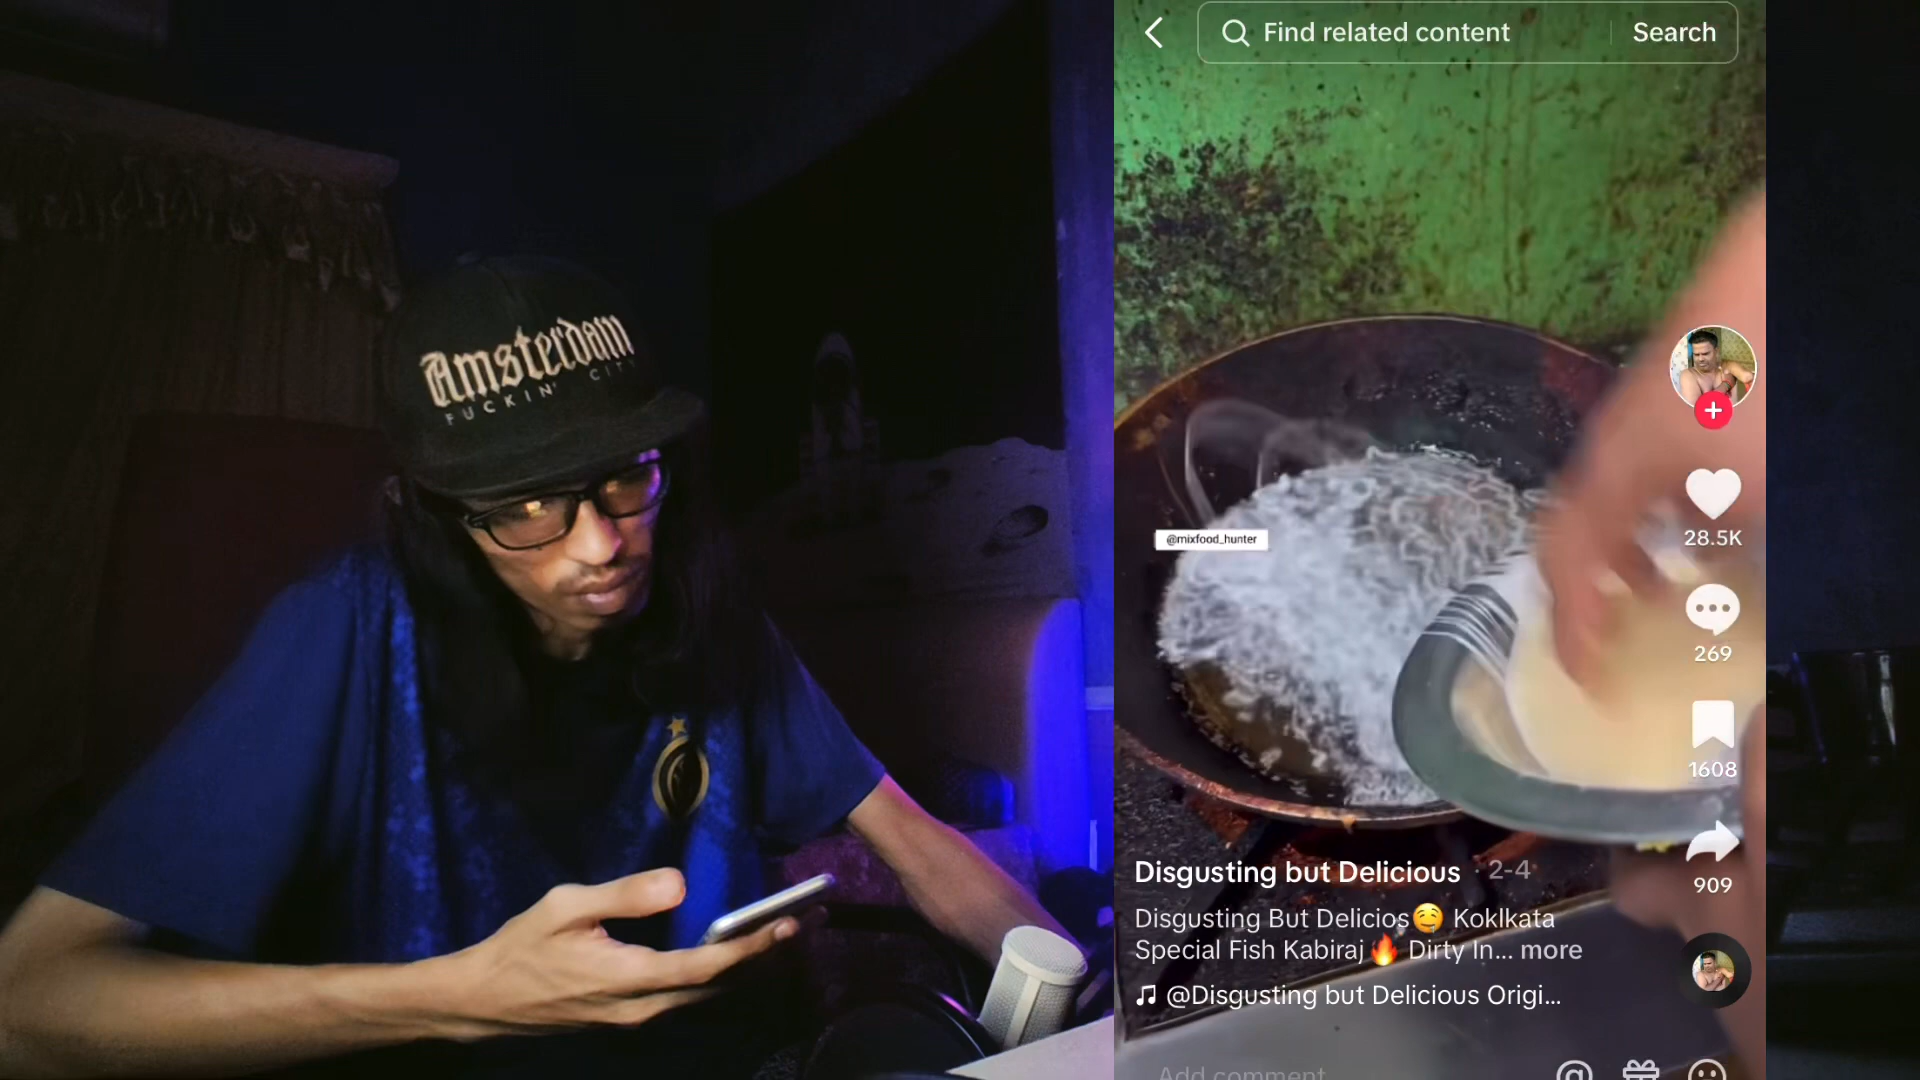 Amsterdam
FUCKIN' CITY
Find related content
Search
@mixfood_hunter
28.5K
269
1608
909
Disgusting but Delicious · 2-4
Disgusting But Delicios🤤 Koklkata
Special Fish Kabiraj🔥 Dirty In... more
@Disgusting but Delicious Origi...
Add comment